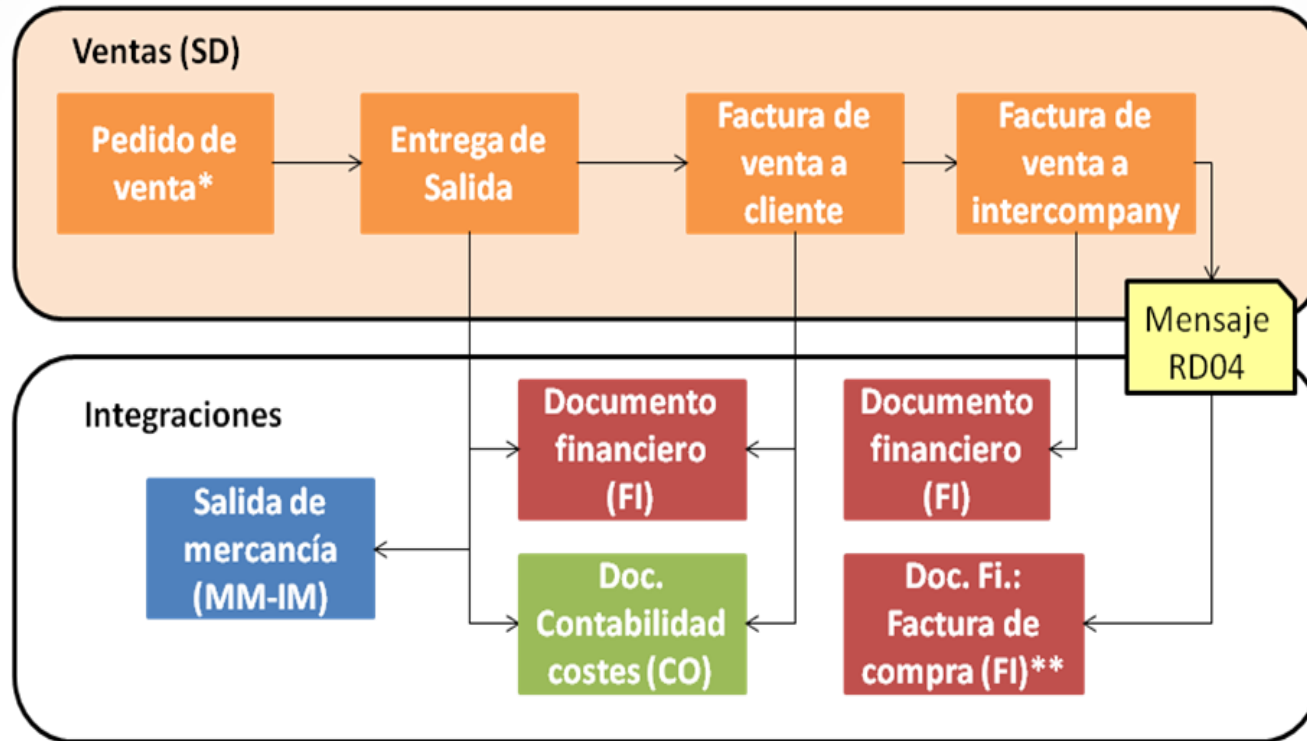 Ventas (SD)
Pedido de
venta*
Entrega de
Salida
Factura de
venta a
cliente
Factura de
venta a
intercompany
Mensaje
RD04
Integraciones
Salida de
mercancía
(MM-IM)
Documento
financiero
(FI)
Doc.
Contabilidad
costes (CO)
Documento
financiero
(FI)
Doc. Fi.:
Factura de
compra (FI)**